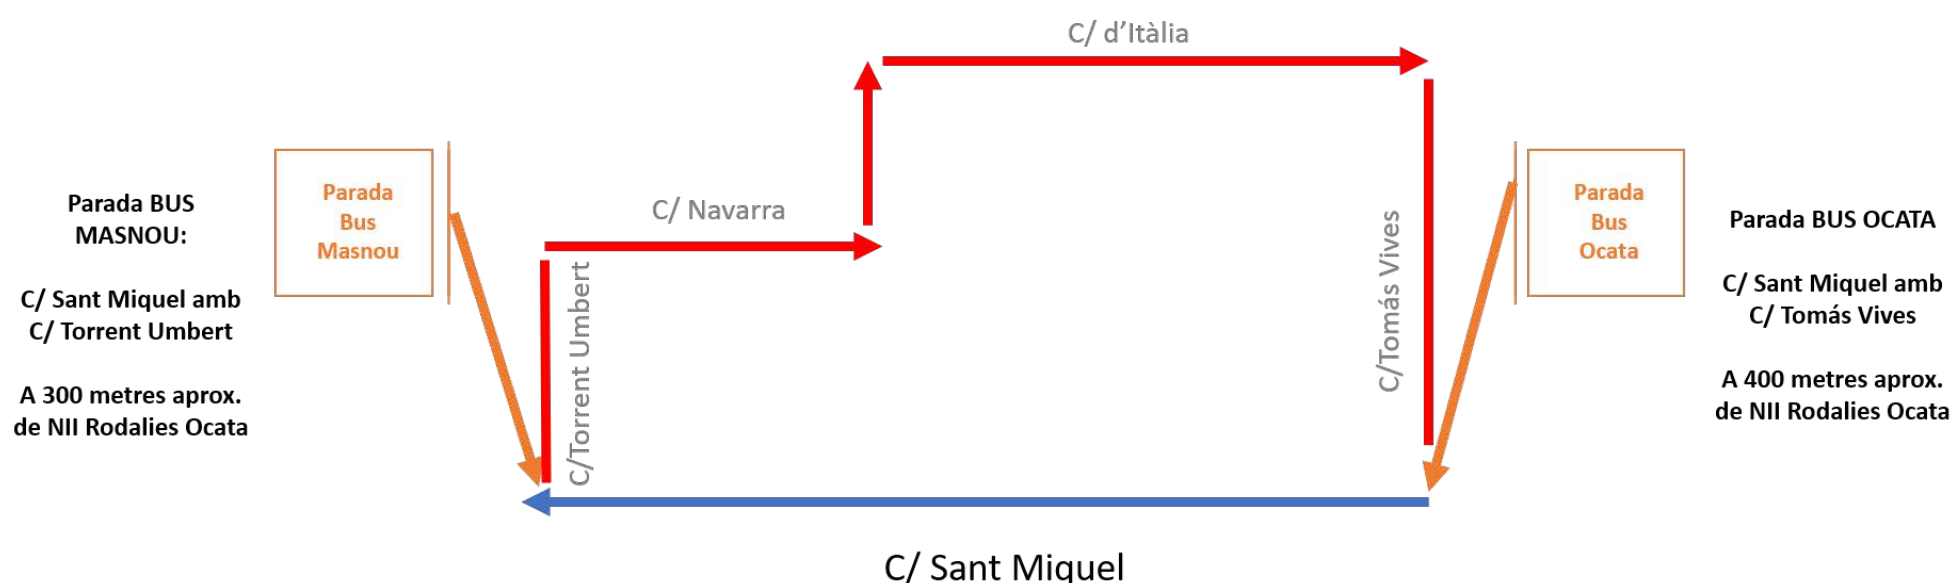 C/ d'Itàlia
Parada BUS
MASNOU:
C/ Sant Miquel amb
C/ Torrent Umbert
A 300 metres aprox.
de NII Rodalies Ocata
Parada
Bus
Masnou
C/ Navarra
C/Torrent Umbert
C/Tomás Vives
Parada
Bus
Ocata
Parada BUS OCATA
C/ Sant Miquel amb
C/ Tomás Vives
A 400 metres aprox.
de NII Rodalies Ocata
C/ Sant Miquel